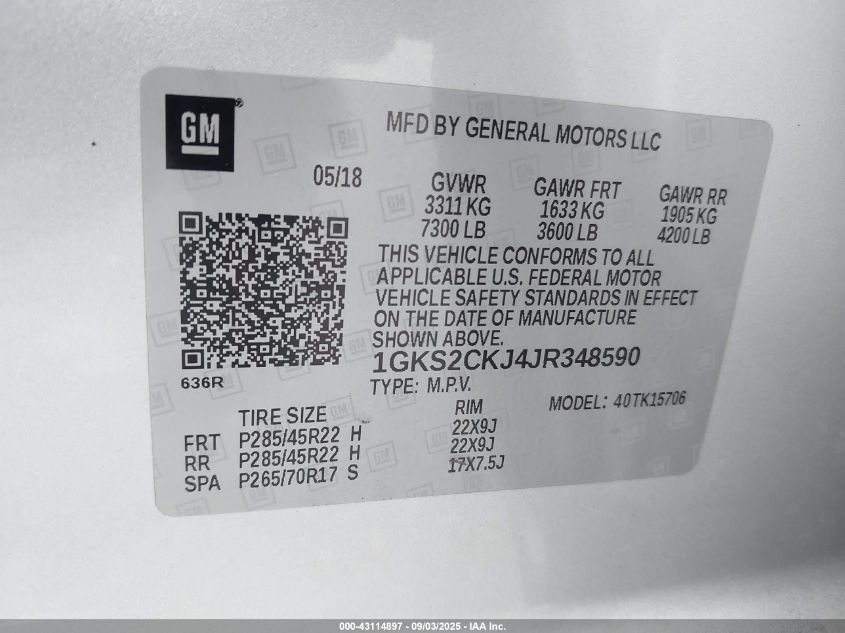 GM®
MFD BY GENERAL MOTORS LLC
05/18
GVWR GAWR FRT GAWR RR
3311 KG 1633 KG 1905 KG
7300 LB 3600 LB 4200 LB
THIS VEHICLE CONFORMS TO ALL
APPLICABLE U.S. FEDERAL MOTOR
VEHICLE SAFETY STANDARDS IN EFFECT
ON THE DATE OF MANUFACTURE
SHOWN ABOVE.
1GKS2CKJ4JR348590
636R
TYPE: M.P.V.
MODEL: 40TK15706
TIRE SIZE RIM
FRT P285/45R22 H 22X9J
RR P285/45R22 H 22X9J
SPA P265/70R17 S 17X7.5J
000-43114897 - 09/03/2025 - IAA Inc.